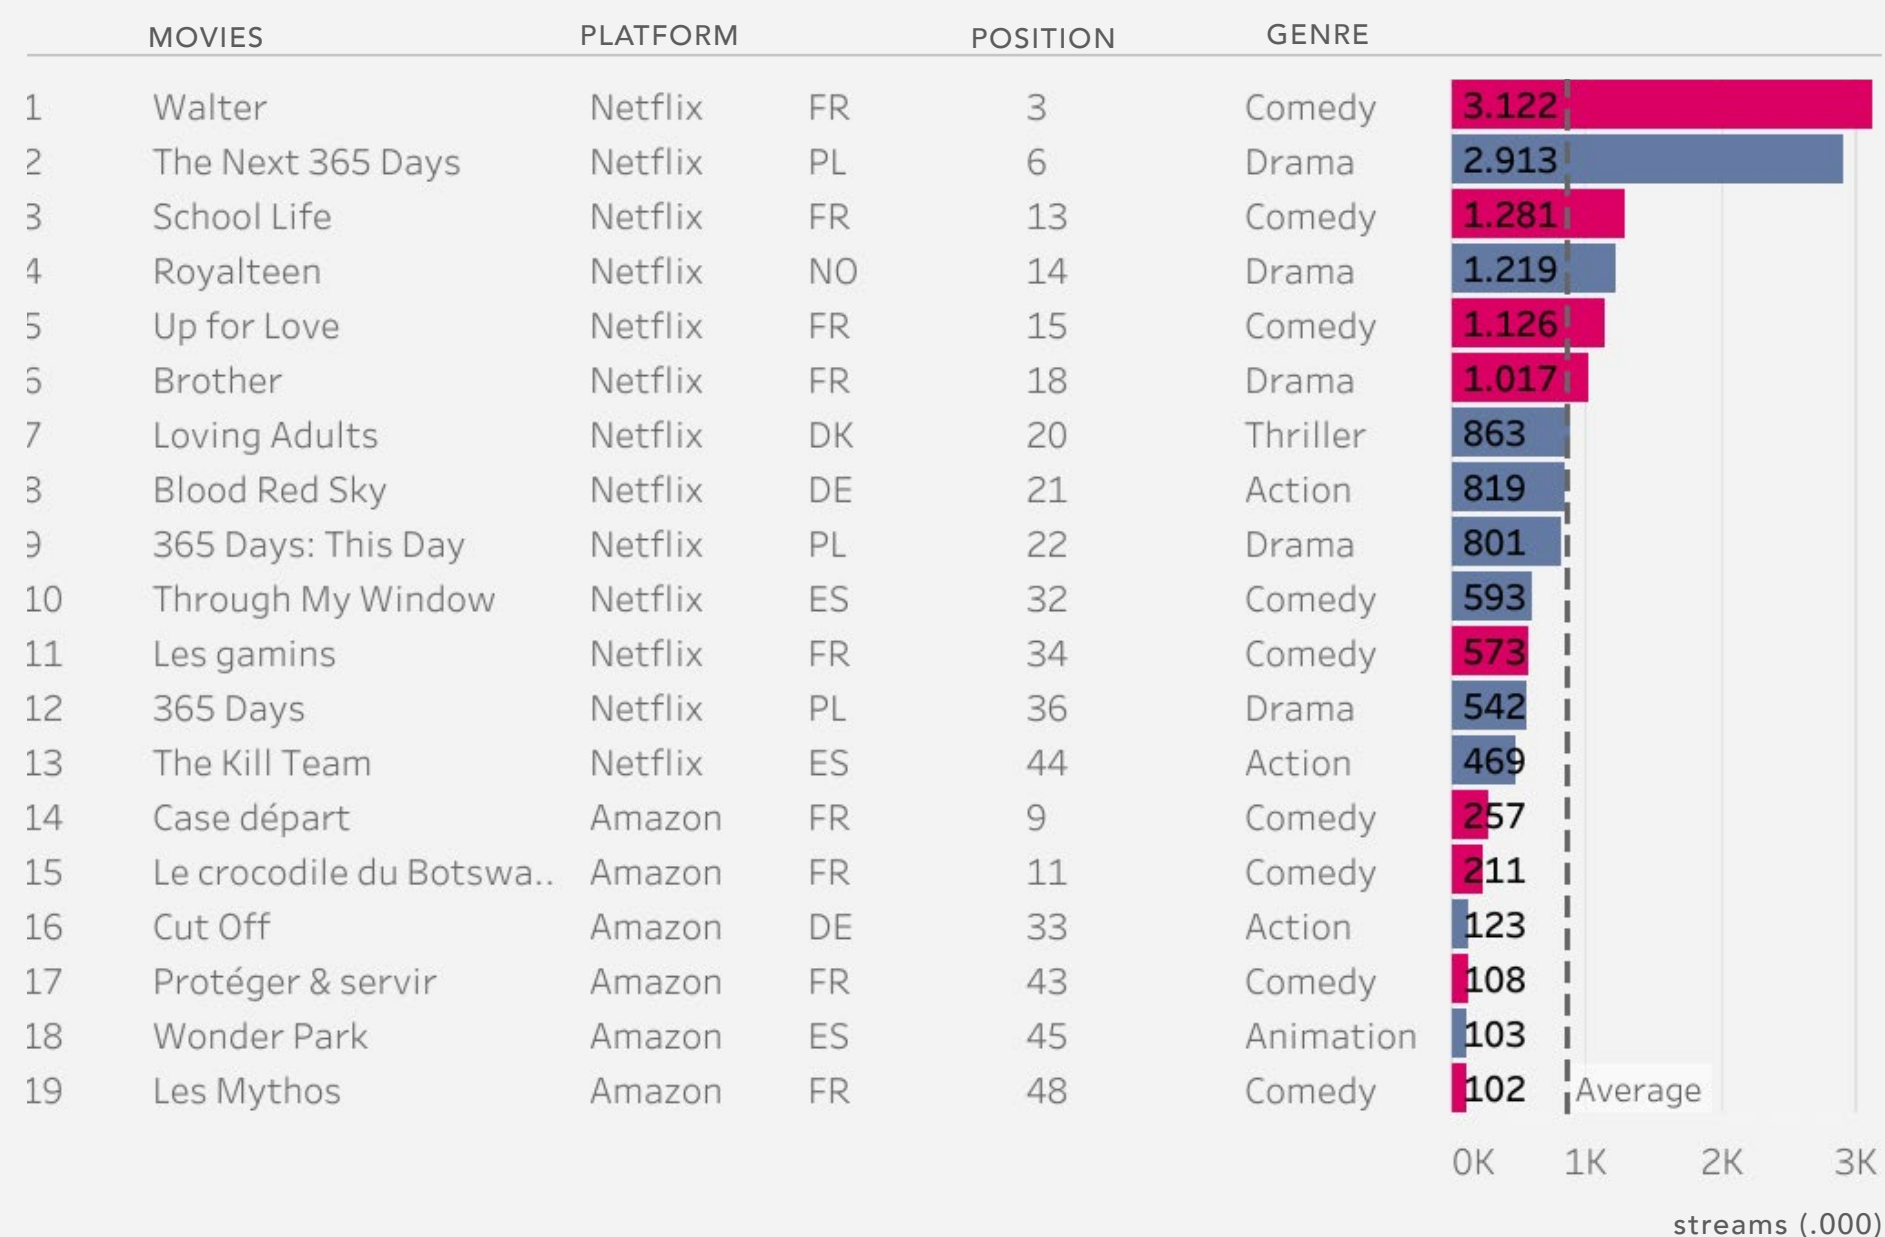 MOVIES PLATFORM POSITION GENRE
1 Walter Netflix FR 3 Comedy 3.122
2 The Next 365 Days Netflix PL 6 Drama 2.913
3 School Life Netflix FR 13 Comedy 1.281
4 Royalteen Netflix NO 14 Drama 1.219
5 Up for Love Netflix FR 15 Comedy 1.126
6 Brother Netflix FR 18 Drama 1.017
7 Loving Adults Netflix DK 20 Thriller 863
8 Blood Red Sky Netflix DE 21 Action 819
9 365 Days: This Day Netflix PL 22 Drama 801
10 Through My Window Netflix ES 32 Comedy 593
11 Les gamins Netflix FR 34 Comedy 573
12 365 Days Netflix PL 36 Drama 542
13 The Kill Team Netflix ES 44 Action 469
14 Case départ Amazon FR 9 Comedy 257
15 Le crocodile du Botswa.. Amazon FR 11 Comedy 211
16 Cut Off Amazon DE 33 Action 123
17 Protéger & servir Amazon FR 43 Comedy 108
18 Wonder Park Amazon ES 45 Animation 103
19 Les Mythos Amazon FR 48 Comedy 102 Average
0K 1K 2K 3K
streams (.000)